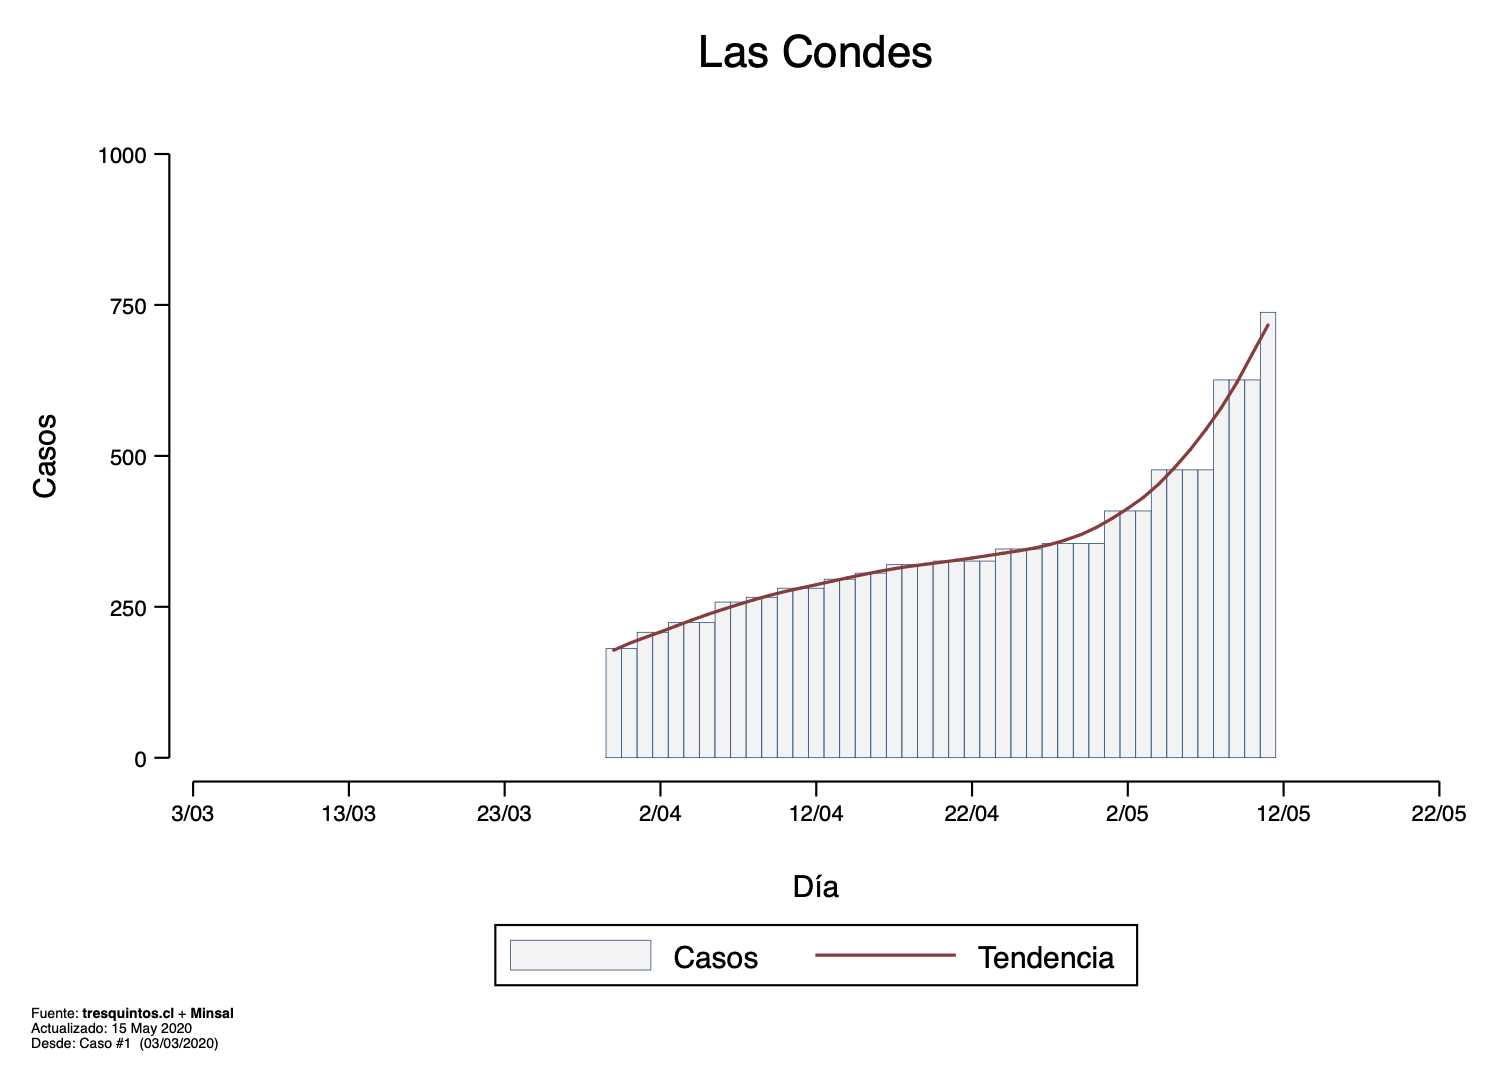 Las Condes
Casos
1000
750
500
250
0
3/03 13/03 23/03 2/04 12/04 22/04 2/05 12/05 22/05
Día
Casos Tendencia
Fuente: tresquintos.cl + Minsal
Actualizado: 15 May 2020
Desde: Caso #1 (03/03/2020)